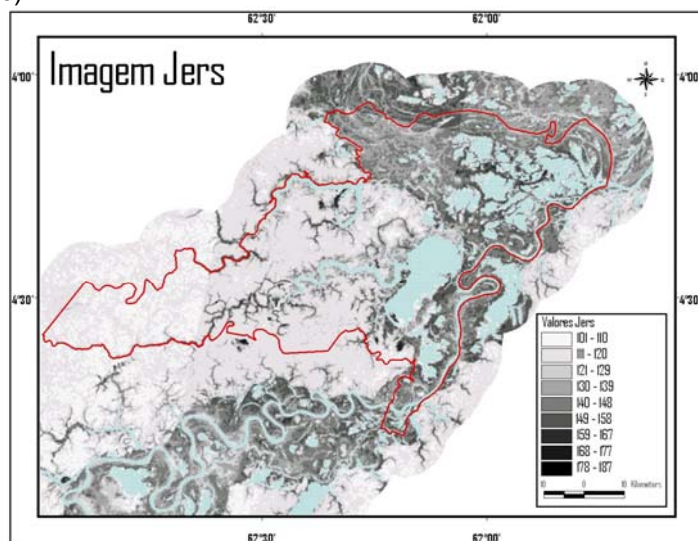 62°30'
62°00'
4°00'
4°00'
Imagem Jers
N
S
4°30'
4°30'
Valores Jers
101 - 110
111 - 120
121 - 129
130 - 139
140 - 148
149 - 158
159 - 167
168 - 177
178 - 187
10 0 10 Kilometers
62°30'
62°00'